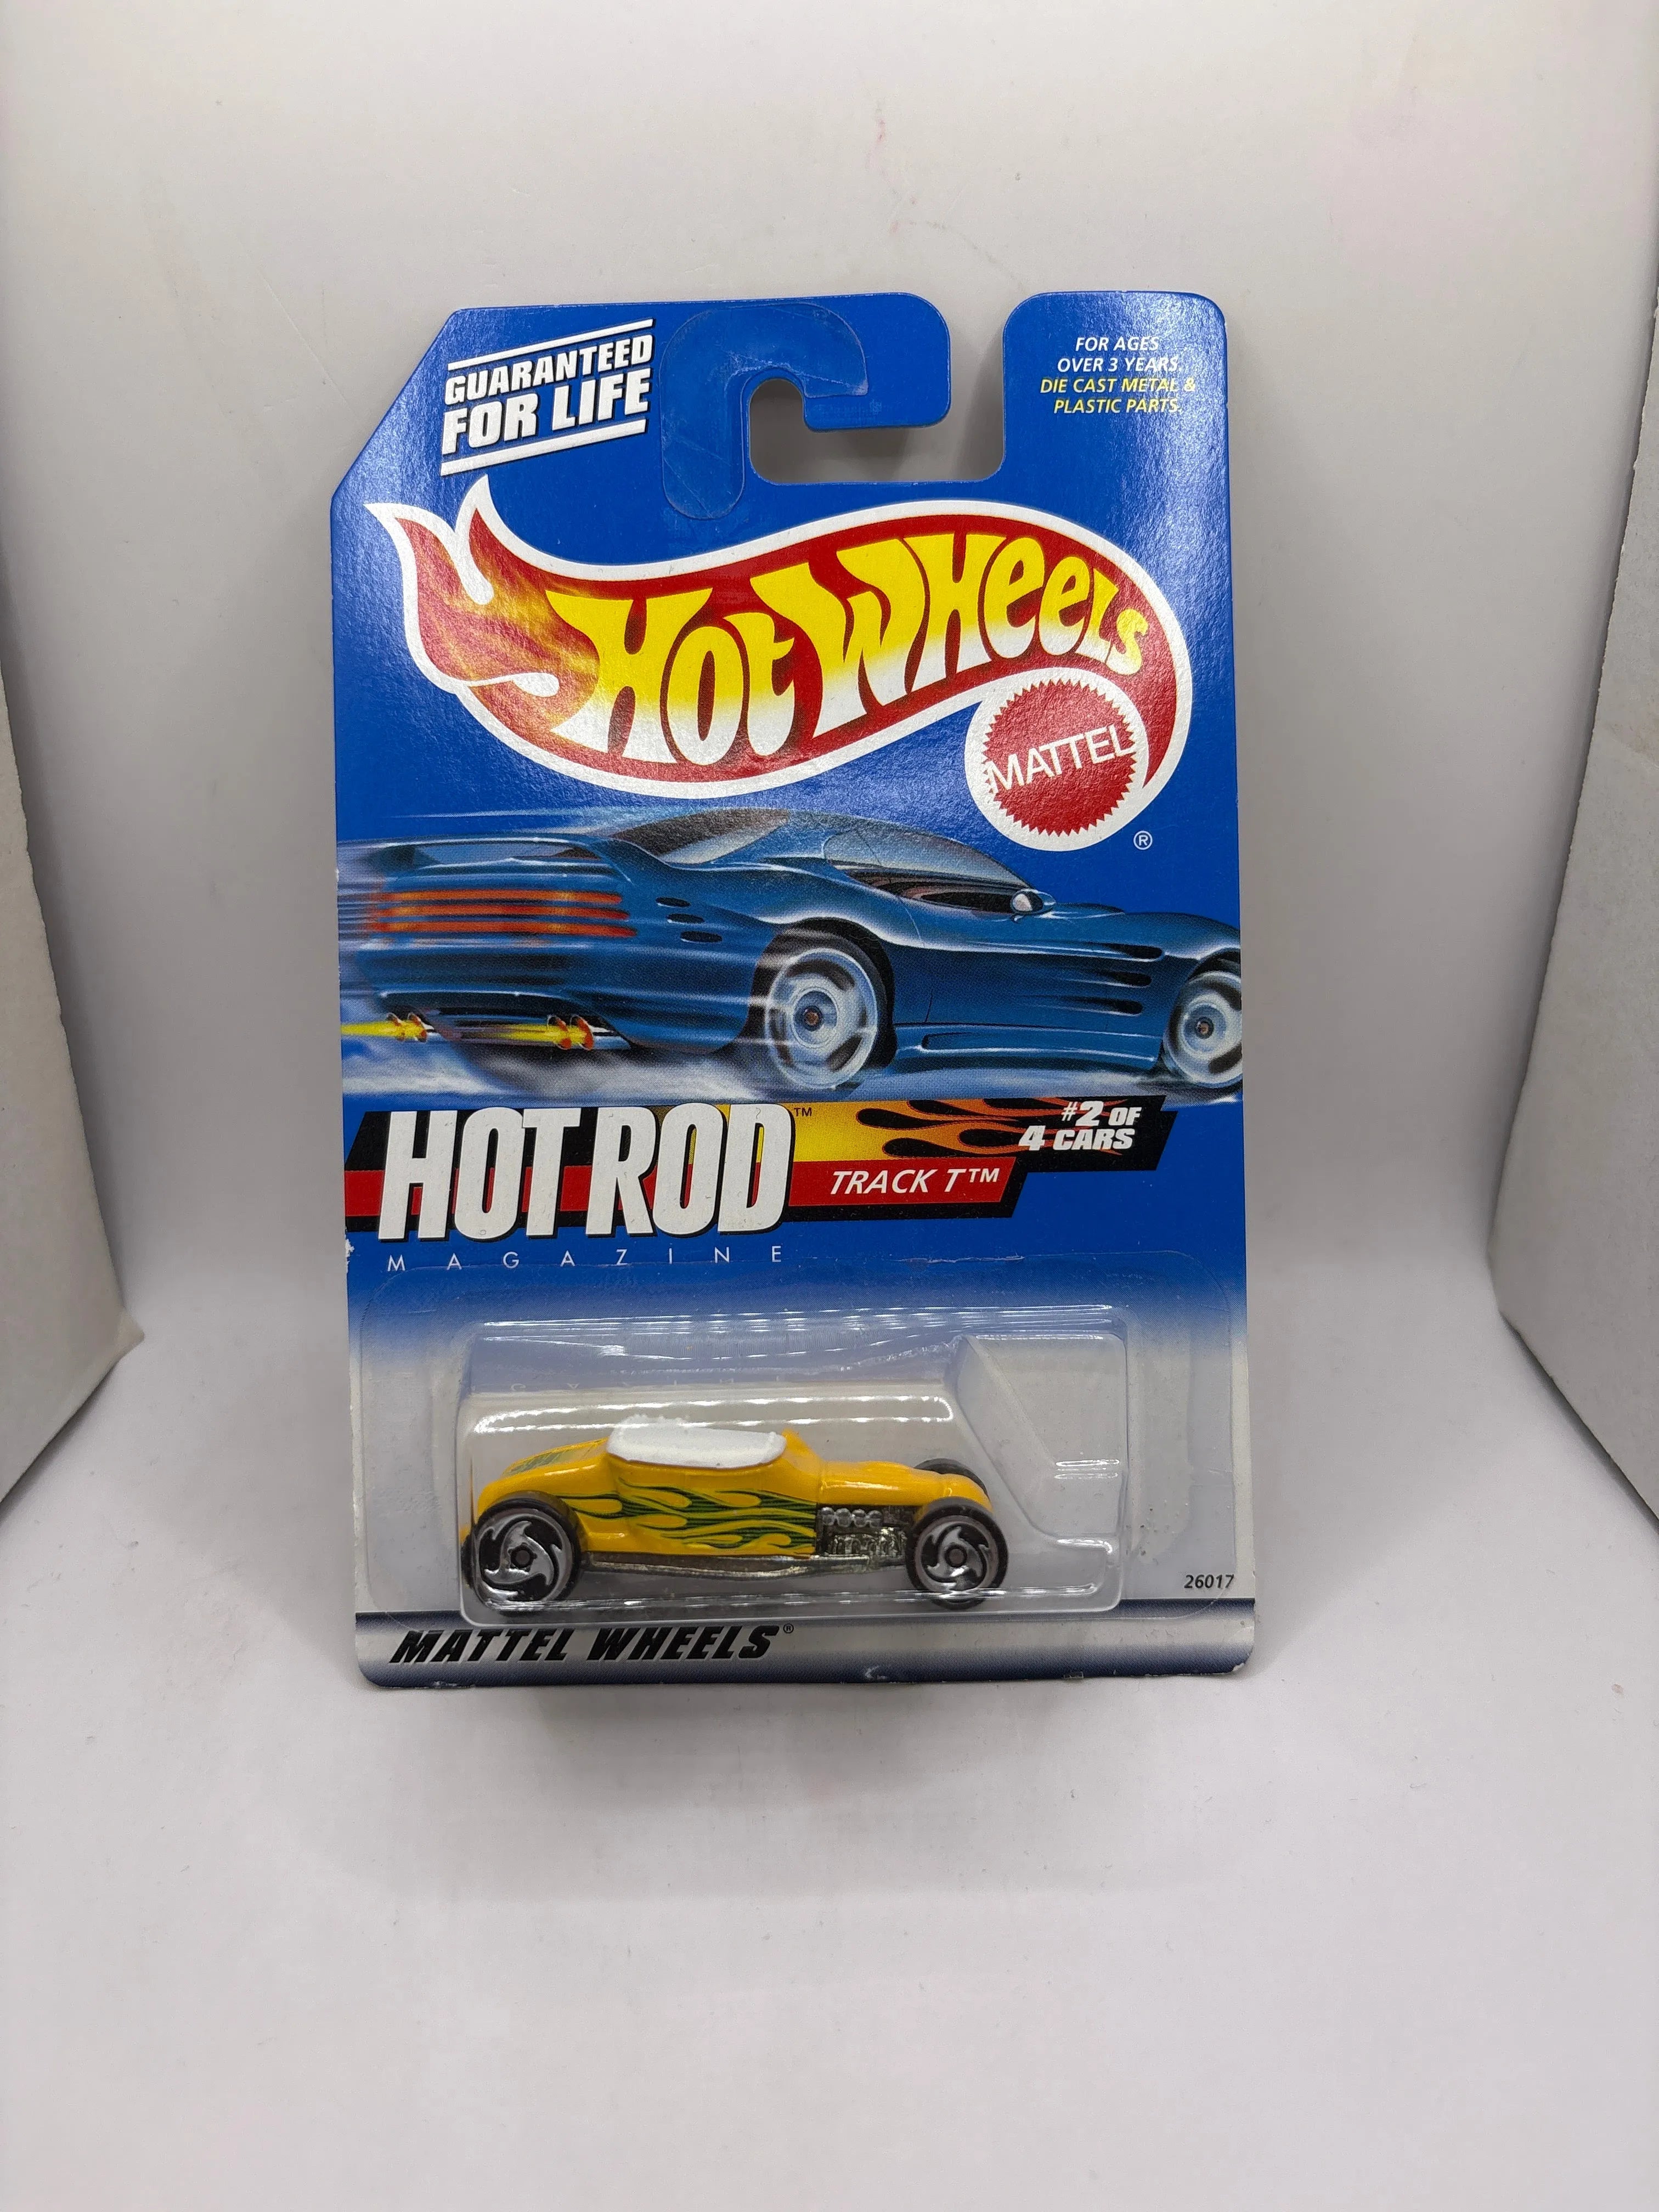 GUARANTEED
FOR LIFE
FOR AGES
OVER 3 YEARS.
DIE CAST METAL &
PLASTIC PARTS.
Hot Wheels
MATTEL
®
HOT ROD™
MAGAZINE
#2 OF
4 CARS
TRACK T™
26017
MATTEL WHEELS®